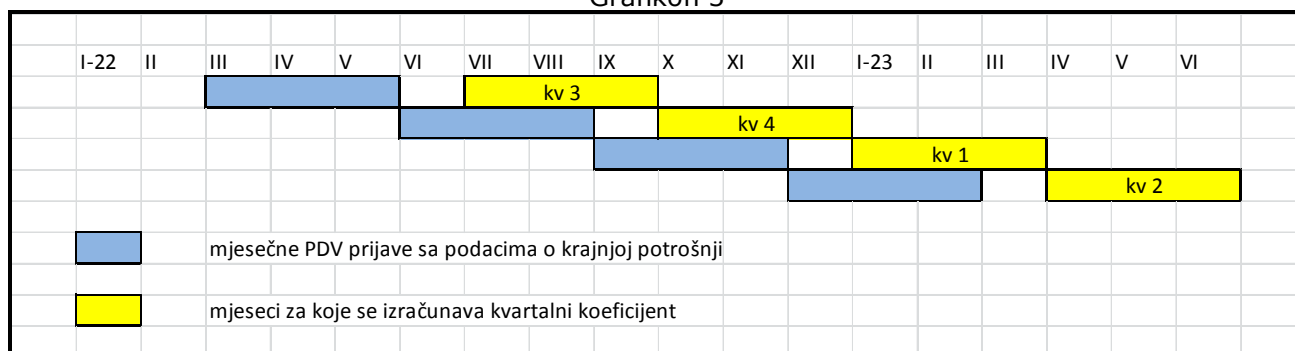 Grafikon 3
I-22 II III IV V VI VII VIII IX X XI XII I-23 II III IV V VI
kv 3
kv 4
kv 1
kv 2
mjesečne PDV prijave sa podacima o krajnjoj potrošnji
mjeseci za koje se izračunava kvartalni koeficijent